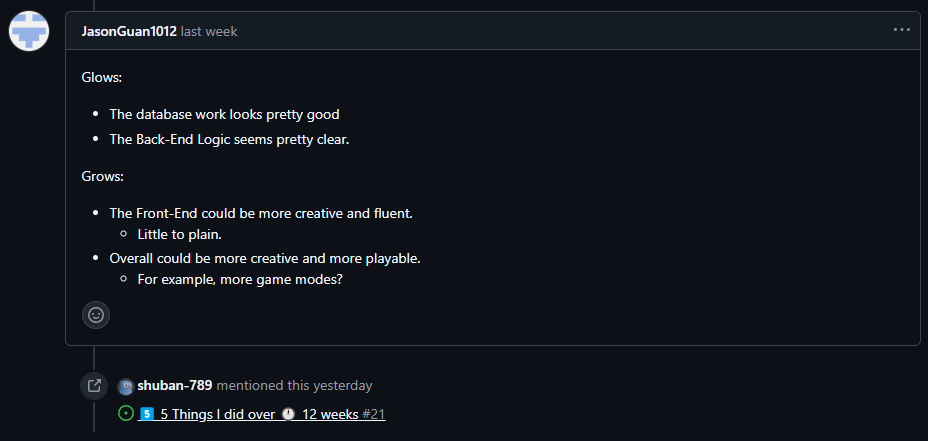 JasonGuan1012 last week
Glows:
The database work looks pretty good
The Back-End Logic seems pretty clear.
Grows:
The Front-End could be more creative and fluent.
Little to plain.
Overall could be more creative and more playable.
For example, more game modes?
shuban-789 mentioned this yesterday
5 5 Things I did over 12 weeks #21